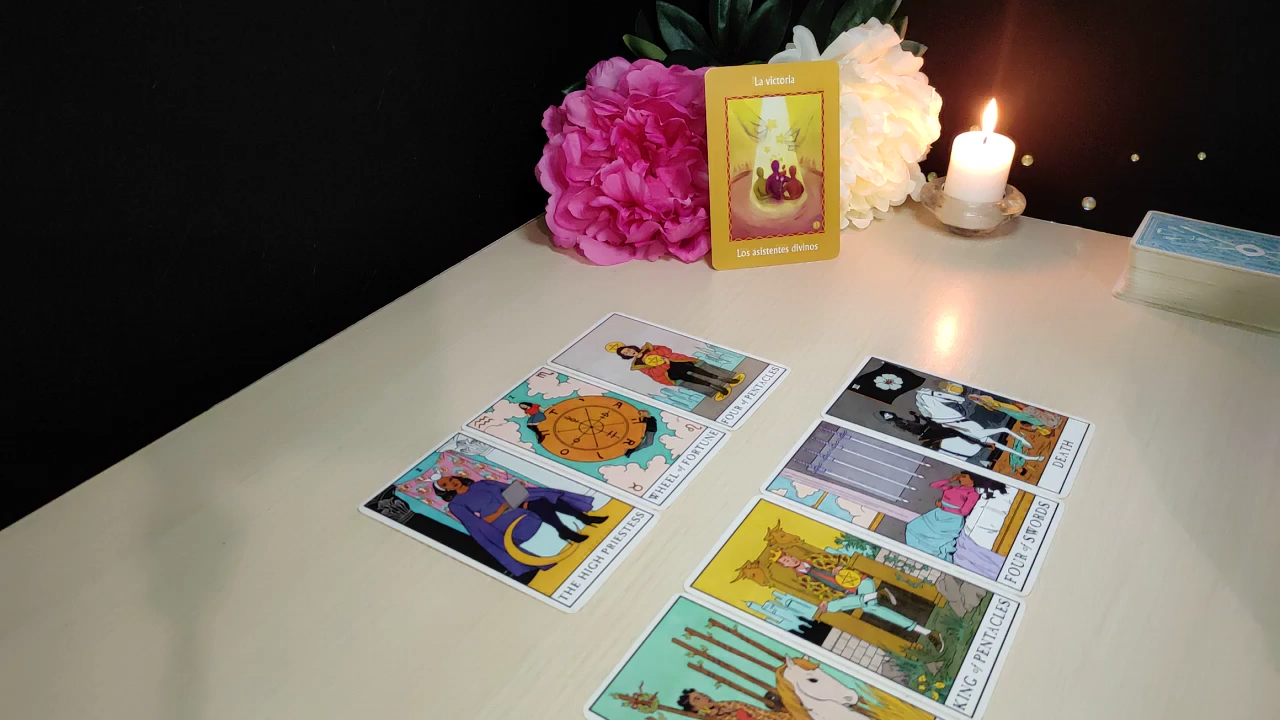 La victoria
Los asistentes divinos
FOUR of PENTACLES
WHEEL of FORTUNE
THE HIGH PRIESTESS
DEATH
FOUR of SWORDS
KING of PENTACLES